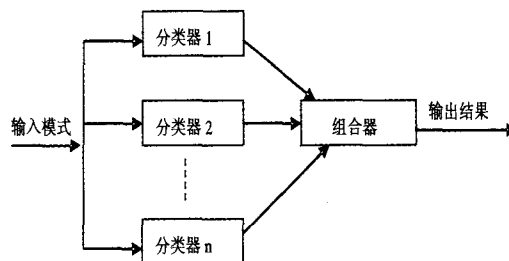 分类器 1
输入模式
分类器 2
组合器
输出结果
分类器 n